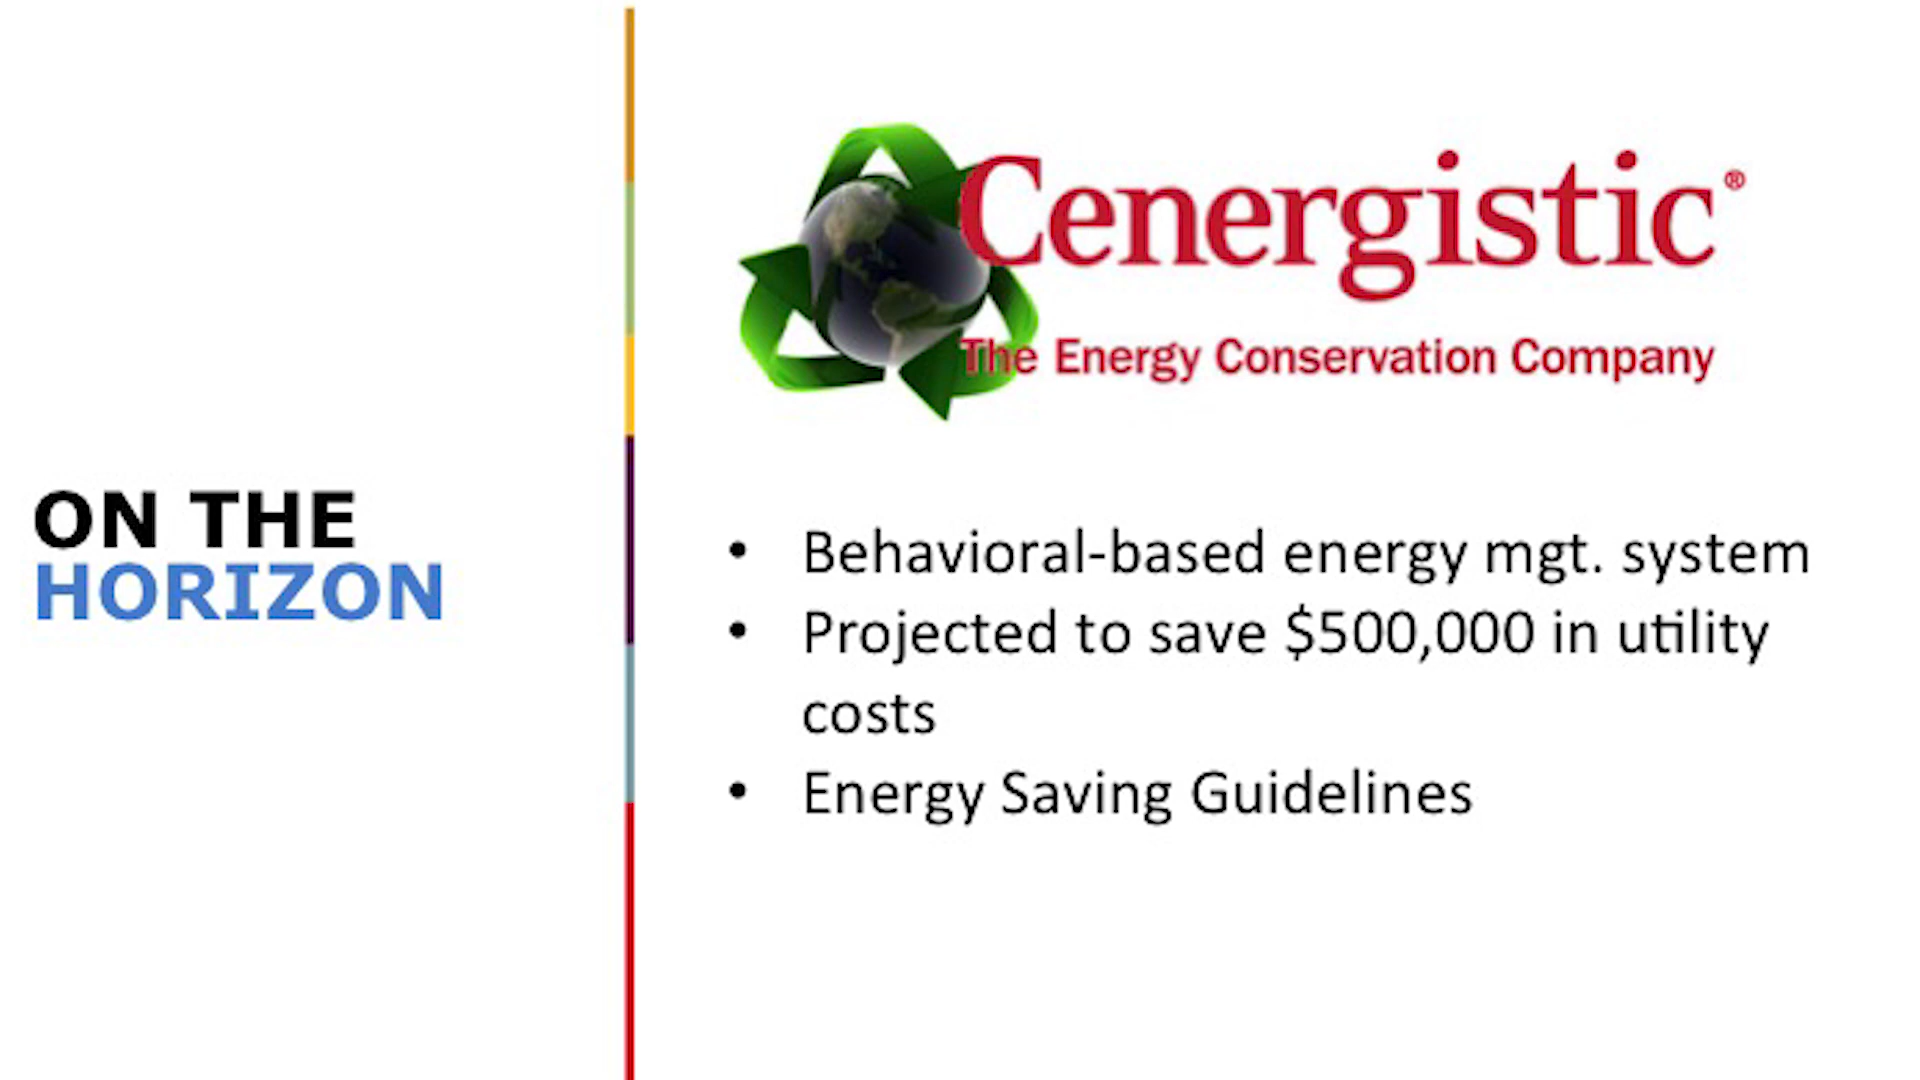 ON THE
HORIZON
Cenergistic®
The Energy Conservation Company
• Behavioral-based energy mgt. system
• Projected to save $500,000 in utility
costs
• Energy Saving Guidelines